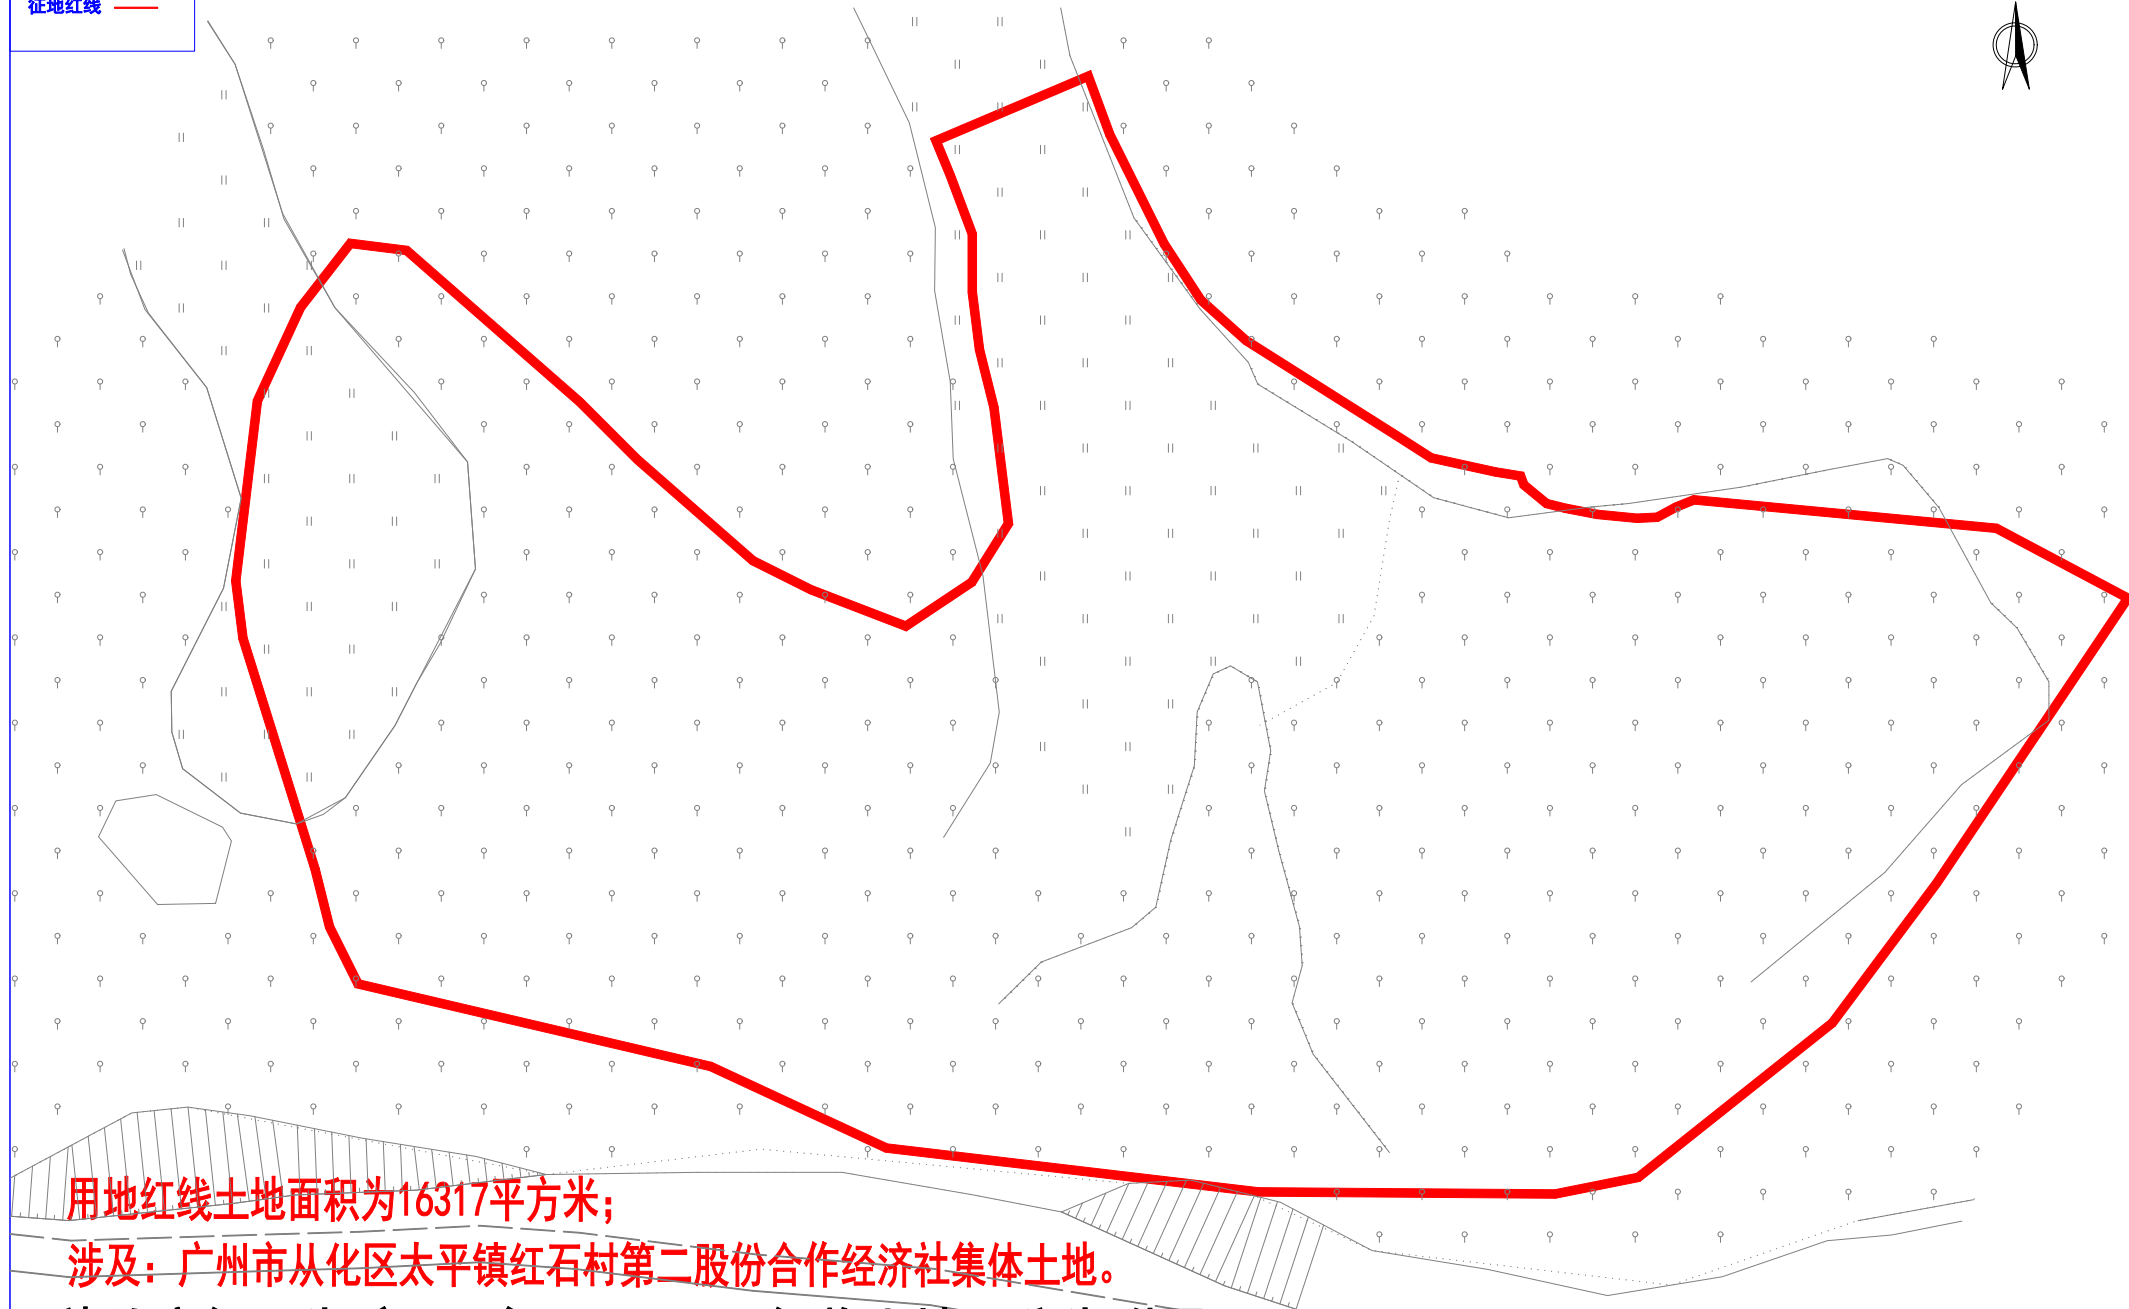 征地红线
用地红线土地面积为16317平方米；
涉及：广州市从化区太平镇红石村第二股份合作经济社集体土地。